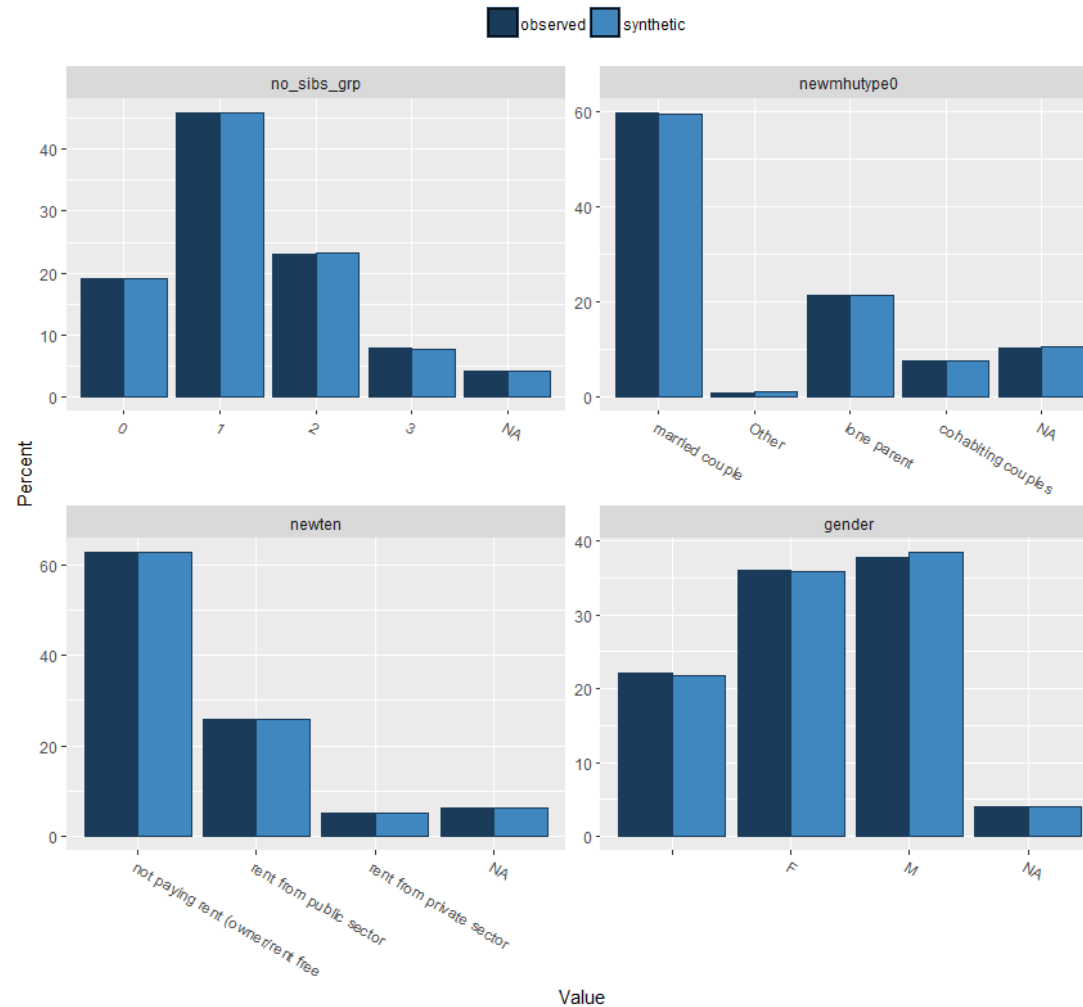 observed synthetic
no_sibs_grp
40
30
20
10
0
0 1 2 3 NA
newmhutype0
60
40
20
0
married couple Other lone parent cohabiting couples NA
Percent
newten
60
40
20
0
not paying rent (owner/rent free rent from public sector rent from private sector NA
gender
40
30
20
10
0
F M NA
Value